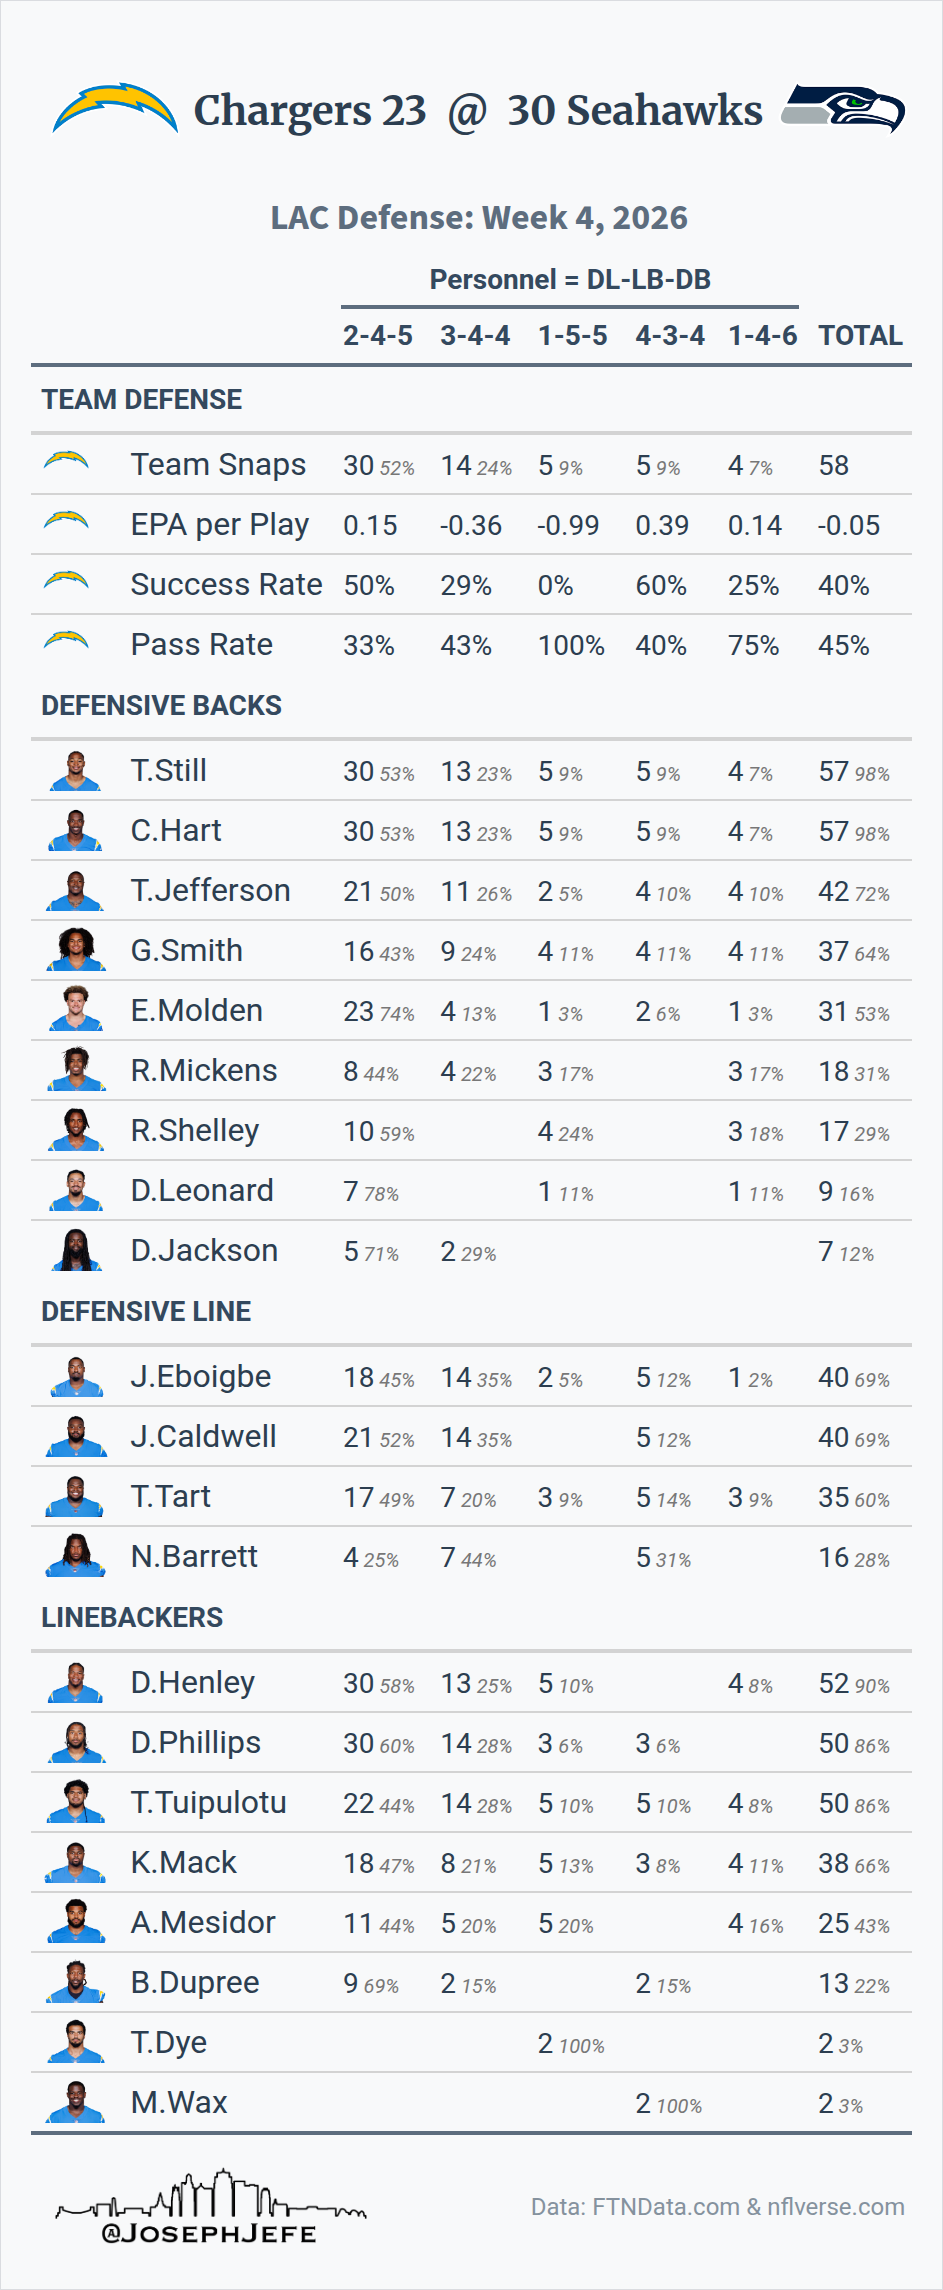 Chargers 23 @ 30 Seahawks
LAC Defense: Week 4, 2026
Personnel = DL-LB-DB
2-4-5 3-4-4 1-5-5 4-3-4 1-4-6 TOTAL
TEAM DEFENSE
Team Snaps 30 52% 14 24% 5 9% 5 9% 4 7% 58
EPA per Play 0.15 -0.36 -0.99 0.39 0.14 -0.05
Success Rate 50% 29% 0% 60% 25% 40%
Pass Rate 33% 43% 100% 40% 75% 45%
DEFENSIVE BACKS
T.Still 30 53% 13 23% 5 9% 5 9% 4 7% 57 98%
C.Hart 30 53% 13 23% 5 9% 5 9% 4 7% 57 98%
T.Jefferson 21 50% 11 26% 2 5% 4 10% 4 10% 42 72%
G.Smith 16 43% 9 24% 4 11% 4 11% 4 11% 37 64%
E.Molden 23 74% 4 13% 1 3% 2 6% 1 3% 31 53%
R.Mickens 8 44% 4 22% 3 17% 3 17% 18 31%
R.Shelley 10 59% 4 24% 3 18% 17 29%
D.Leonard 7 78% 1 11% 1 11% 9 16%
D.Jackson 5 71% 2 29% 7 12%
DEFENSIVE LINE
J.Eboigbe 18 45% 14 35% 2 5% 5 12% 1 2% 40 69%
J.Caldwell 21 52% 14 35% 5 12% 40 69%
T.Tart 17 49% 7 20% 3 9% 5 14% 3 9% 35 60%
N.Barrett 4 25% 7 44% 5 31% 16 28%
LINEBACKERS
D.Henley 30 58% 13 25% 5 10% 4 8% 52 90%
D.Phillips 30 60% 14 28% 3 6% 3 6% 50 86%
T.Tuipulotu 22 44% 14 28% 5 10% 5 10% 4 8% 50 86%
K.Mack 18 47% 8 21% 5 13% 3 8% 4 11% 38 66%
A.Mesidor 11 44% 5 20% 5 20% 4 16% 25 43%
B.Dupree 9 69% 2 15% 2 15% 13 22%
T.Dye 2 100% 2 3%
M.Wax 2 100% 2 3%
@JOSEPHJEFE
Data: FTNData.com & nflverse.com